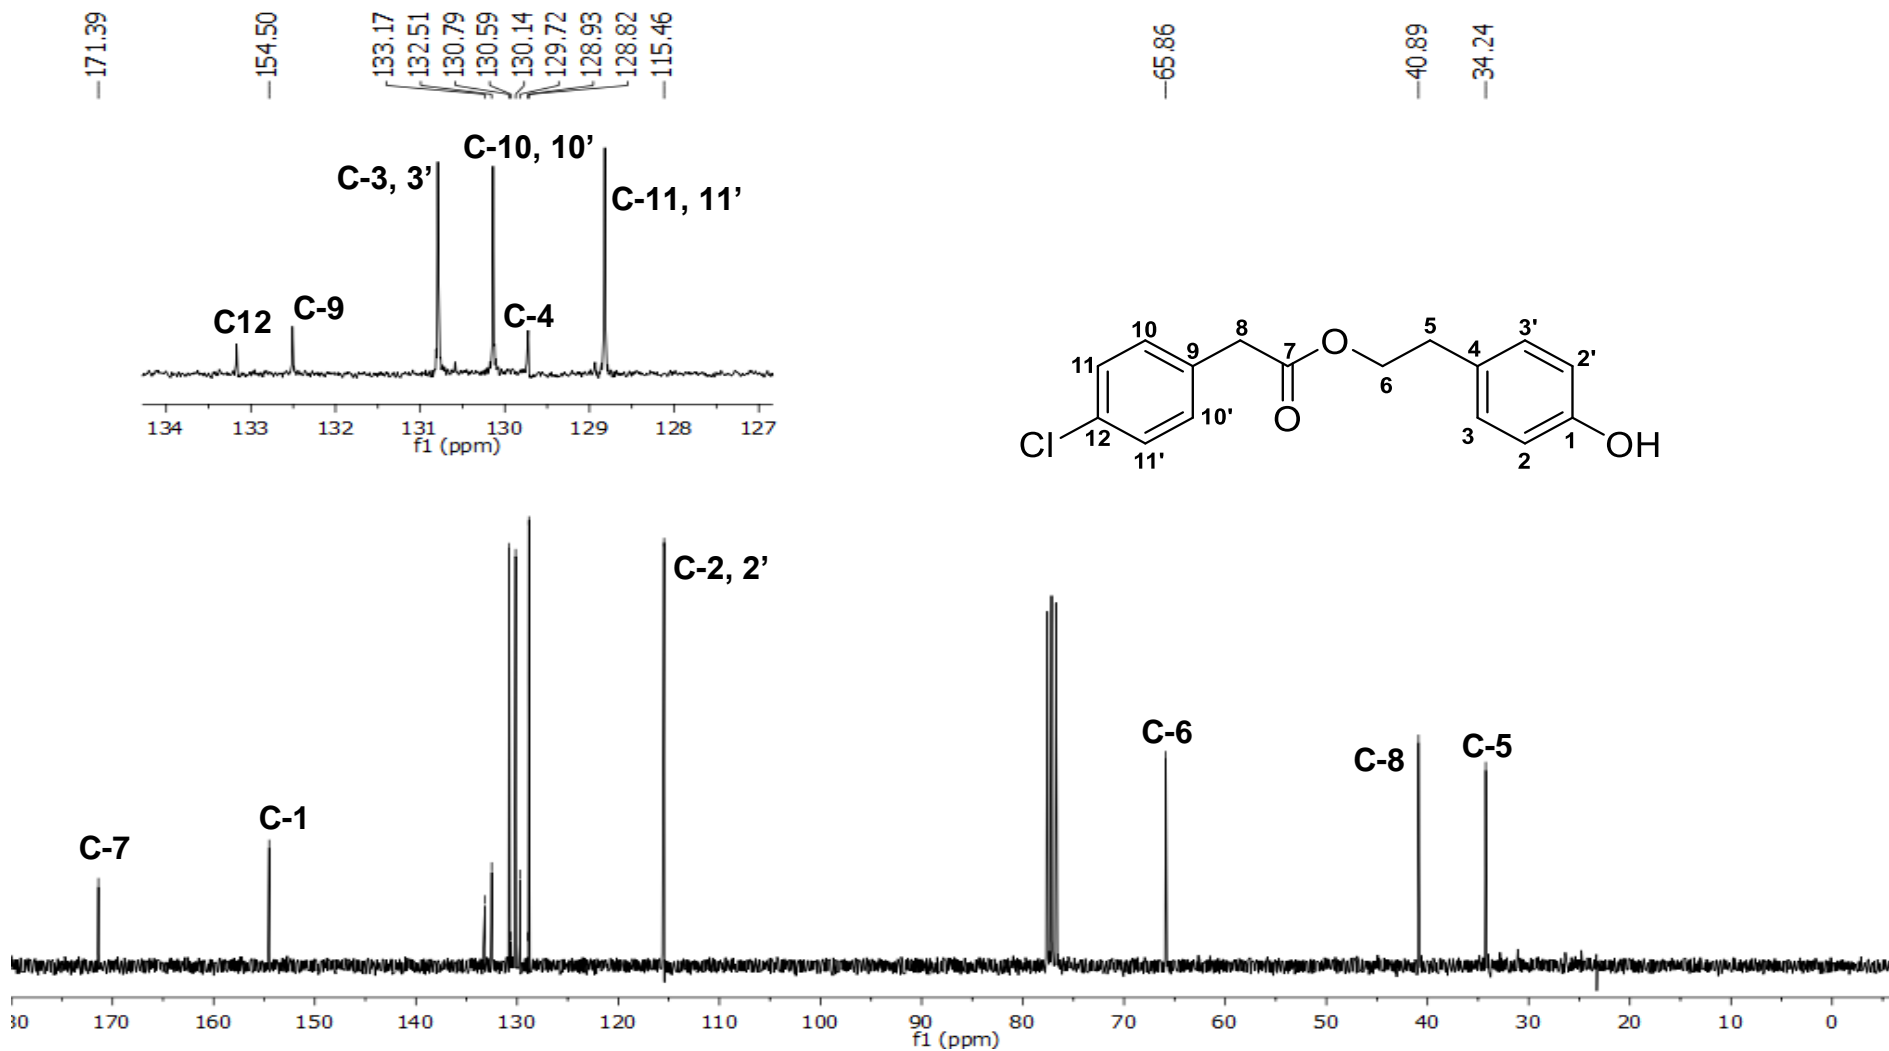 171.39
154.50
133.17
132.51
130.79
130.59
130.14
129.72
128.93
128.82
115.46
65.86
40.89
34.24
C-10, 10’
C-3, 3’
C-11, 11’
C12
C-9
C-4
134 133 132 131 130 129 128 127
f1 (ppm)
10 8 5 3'
11 9 7 O 4 2'
6
10' O 3 1
Cl 12 11' 2 OH
C-2, 2’
C-6
C-8
C-5
C-1
C-7
80 170 160 150 140 130 120 110 100 90 80 70 60 50 40 30 20 10 0
f1 (ppm)